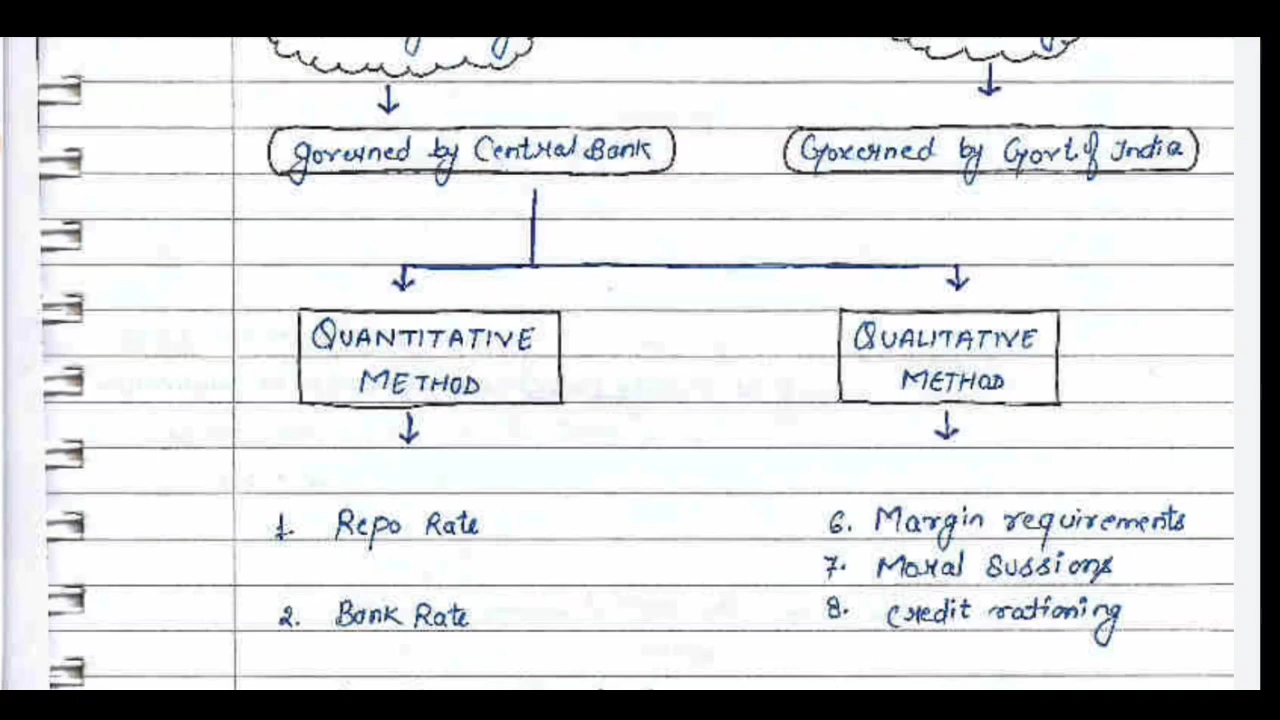 governed by Central Bank
Governed by Govt. of India
QUANTITATIVE
METHOD
QUALITATIVE
METHOD
1. Repo Rate
2. Bank Rate
6. Margin requirements
7. Moral sussions
8. credit rationing